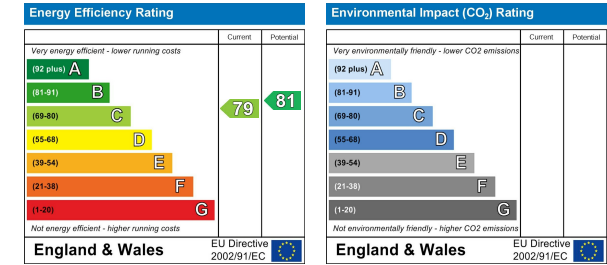 Energy Efficiency Rating
Current Potential
Very energy efficient - lower running costs
(92 plus) A
(81-91) B
(69-80) C
(55-68) D
(39-54) E
(21-38) F
(1-20) G
79
81
Not energy efficient - higher running costs
England & Wales
EU Directive
2002/91/EC
Environmental Impact (CO2) Rating
Current Potential
Very environmentally friendly - lower CO2 emissions
(92 plus) A
(81-91) B
(69-80) C
(55-68) D
(39-54) E
(21-38) F
(1-20) G
Not environmentally friendly - higher CO2 emissions
England & Wales
EU Directive
2002/91/EC